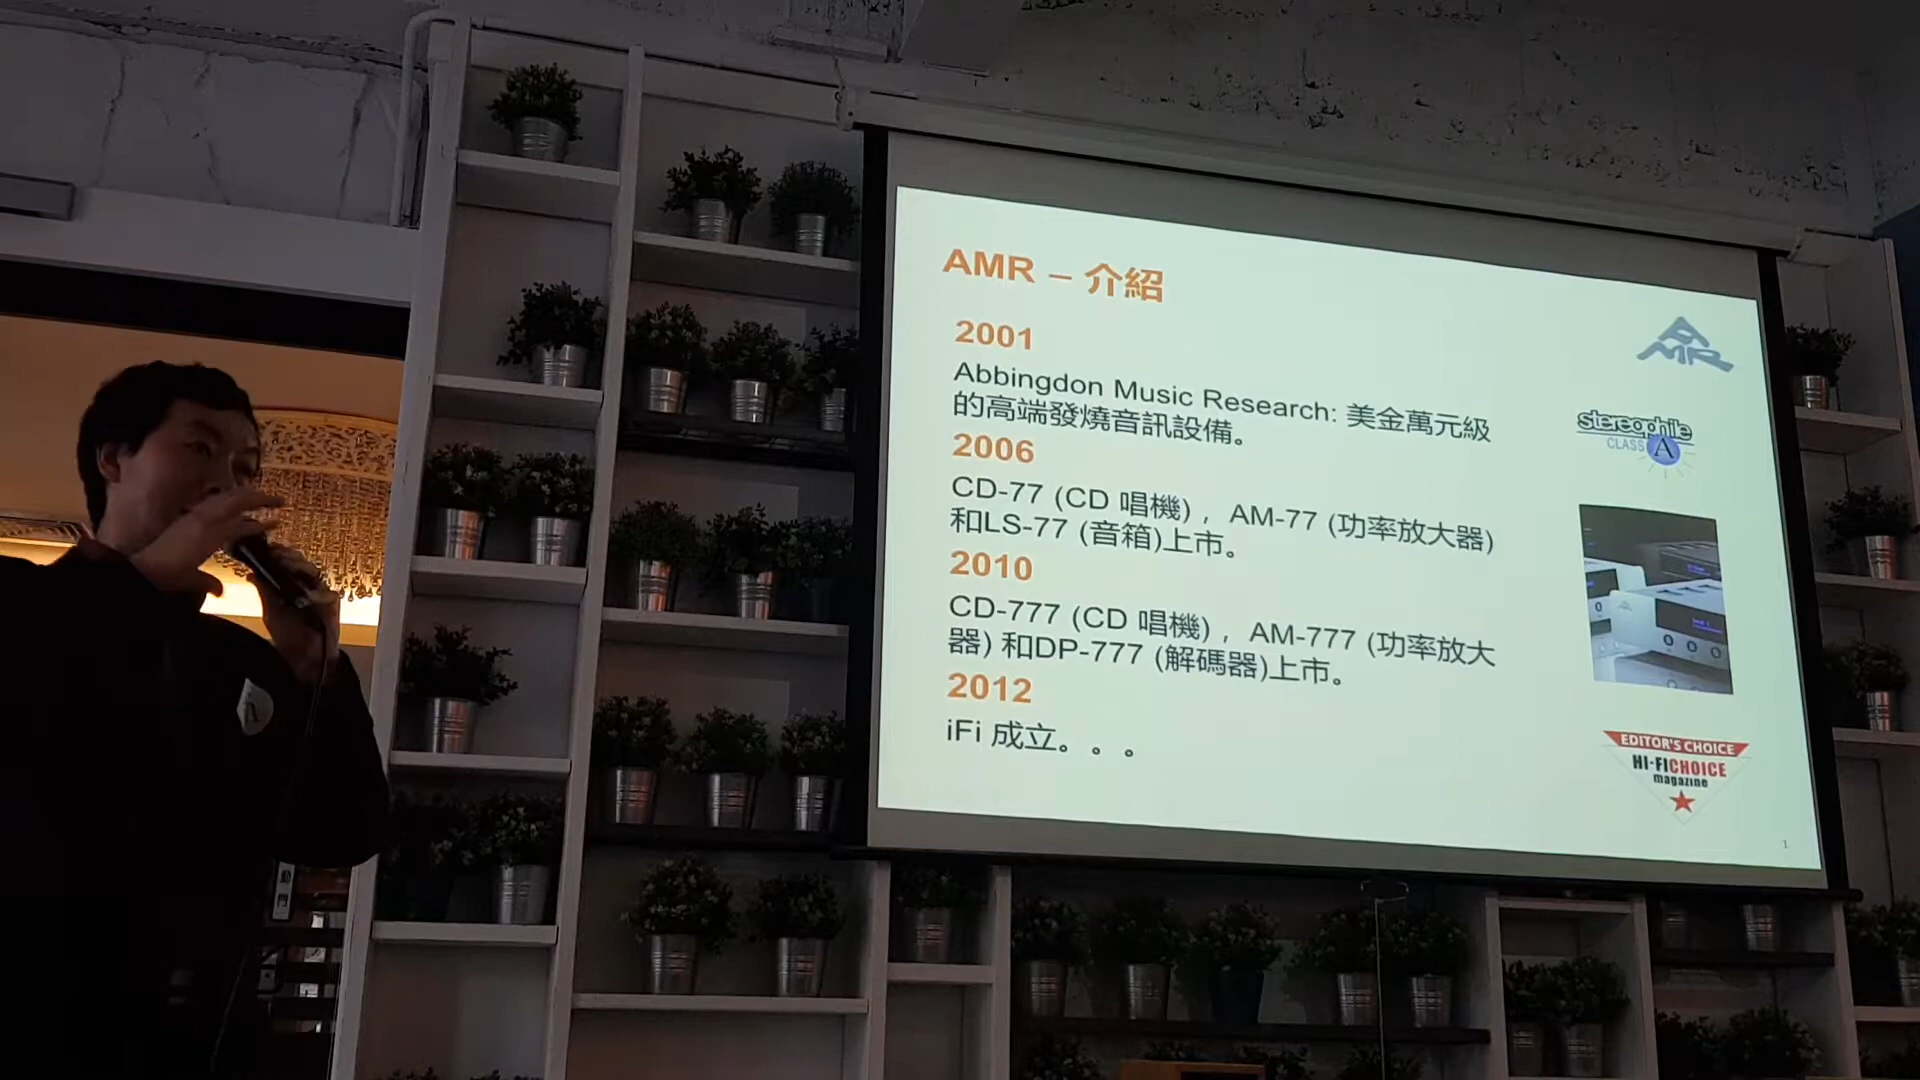 AMR – 介紹
2001
Abbingdon Music Research: 美金萬元級
的高端發燒音訊設備。
2006
CD-77 (CD 唱機) ,  AM-77 (功率放大器)
和LS-77 (音箱)上市。
2010
CD-777 (CD 唱機) ,  AM-777 (功率放大
器) 和DP-777 (解碼器)上市。
2012
iFi 成立。。。
AMR
stereophile
CLASS A
EDITOR'S CHOICE
HI-FICHOICE
magazine
1